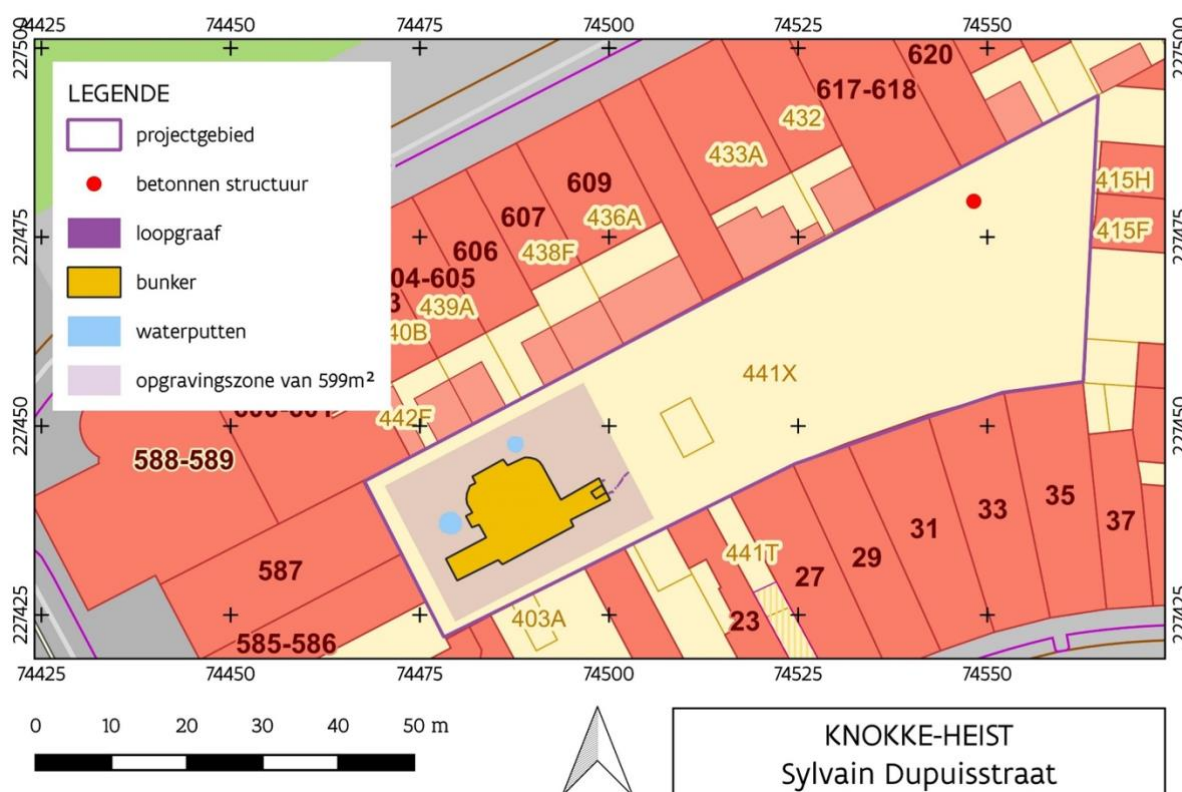 74425 74450 74475 74500 74525 74550
227500 227500
LEGENDE
projectgebied
betonnen structuur
loopgraaf
bunker
waterputten
opgravingszone van 599m²
620
617-618
432
433A
415H
415F
609
436A
607
438F
606
04-605
439A
3
40B
227475 227475
441X
442F
227450 227450
588-589
587
585-586
403A
441T
23
27
29
31
33
35
37
227425 227425
74425 74450 74475 74500 74525 74550
0 10 20 30 40 50 m
KNOKKE-HEIST
Sylvain Dupuisstraat